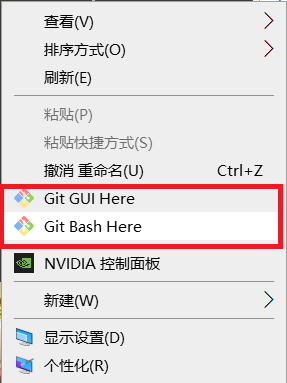 查看(V)
排序方式(O)
刷新(E)
粘贴(P)
粘贴快捷方式(S)
撤消 重命名(U) Ctrl+Z
Git GUI Here
Git Bash Here
NVIDIA 控制面板
新建(W)
显示设置(D)
个性化(R)